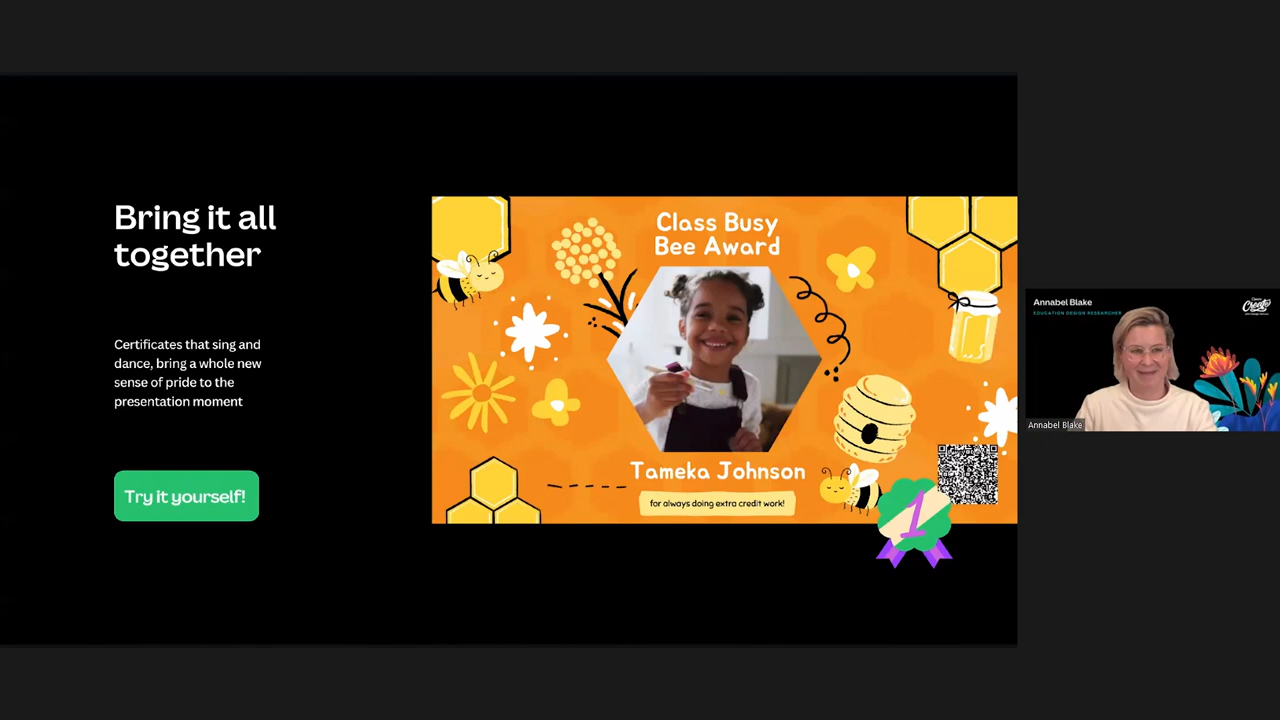 Bring it all
together
Certificates that sing and
dance, bring a whole new
sense of pride to the
presentation moment
Try it yourself!
Class Busy
Bee Award
Tameka Johnson
for always doing extra credit work!
1
Annabel Blake
EDUCATION DESIGN RESEARCHER
Create
Annabel Blake